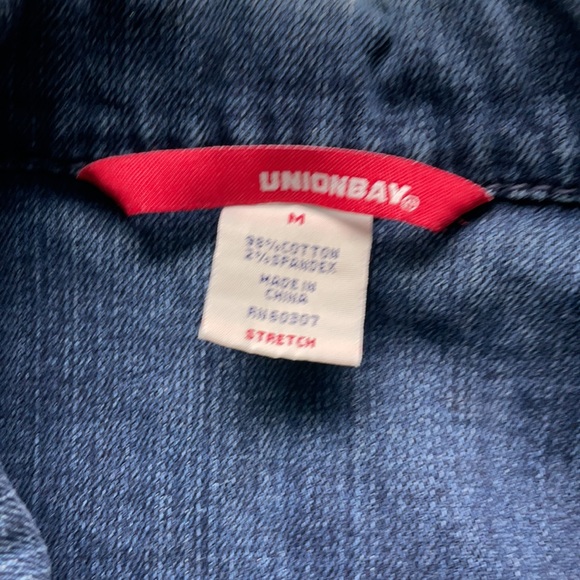 UNIONBAY®
M
98% COTTON
2% SPANDEX
MADE IN
CHINA
RN 60307
STRETCH